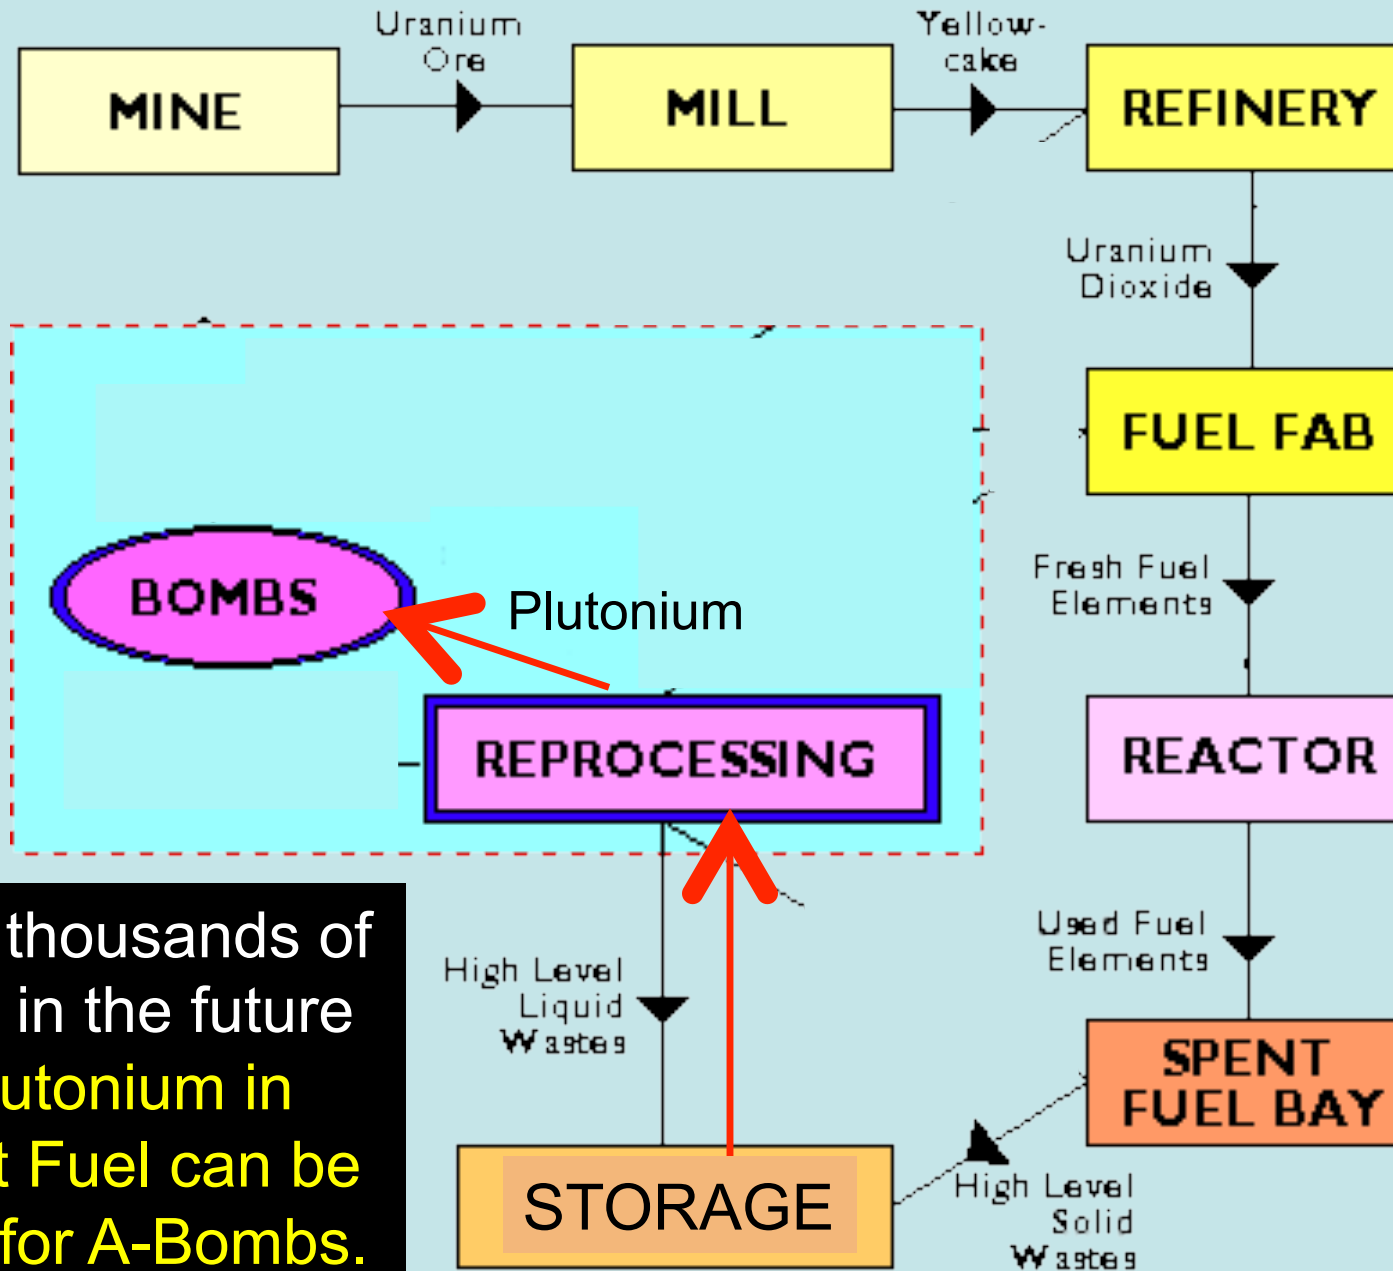 Uranium
Ore
Yellow-
cake
MINE
MILL
REFINERY
Uranium
Dioxide
FUEL FAB
Fresh Fuel
Elements
BOMBS
Plutonium
REPROCESSING
REACTOR
Used Fuel
Elements
thousands of
in the future
utonium in
t Fuel can be
for A-Bombs.
High Level
Liquid
Wastes
SPENT
FUEL BAY
STORAGE
High Level
Solid
Wastes